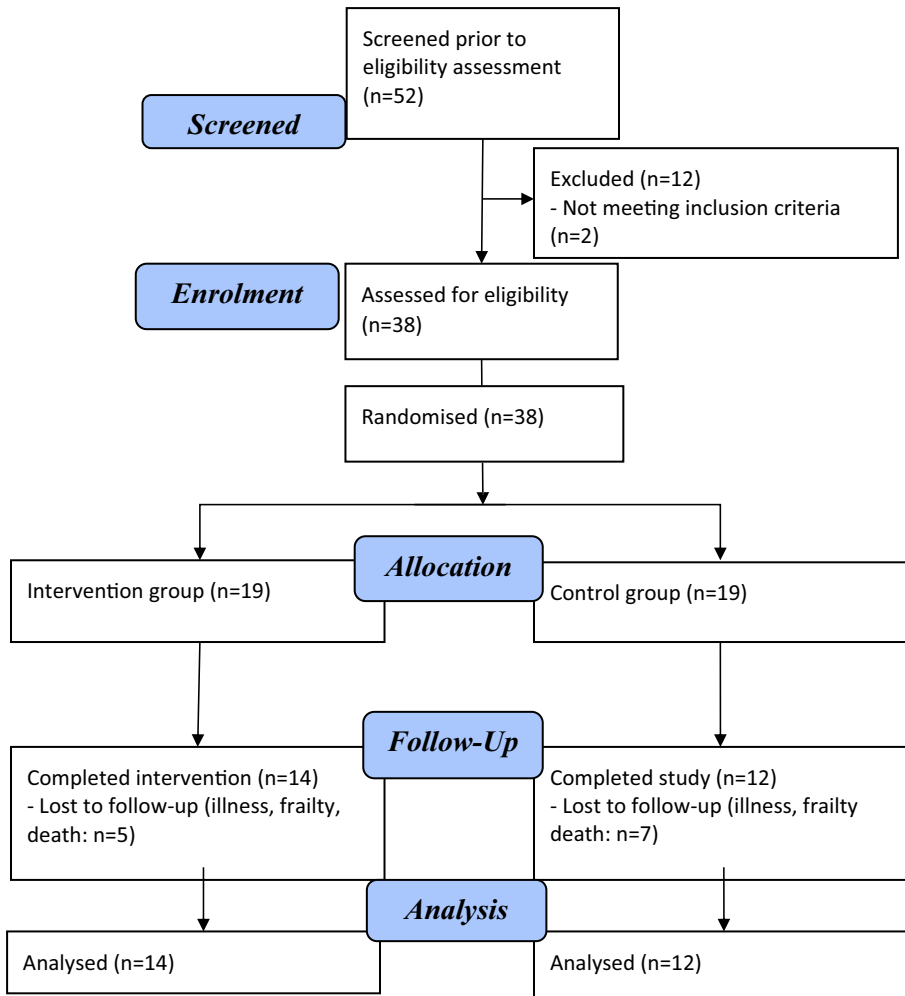 Screened prior to
eligibility assessment
(n=52)
Screened
Excluded (n=12)
- Not meeting inclusion criteria
(n=2)
Enrolment
Assessed for eligibility
(n=38)
Randomised (n=38)
Allocation
Intervention group (n=19)
Control group (n=19)
Follow-Up
Completed intervention (n=14)
- Lost to follow-up (illness, frailty,
death: n=5)
Completed study (n=12)
- Lost to follow-up (illness, frailty
death: n=7)
Analysis
Analysed (n=14)
Analysed (n=12)